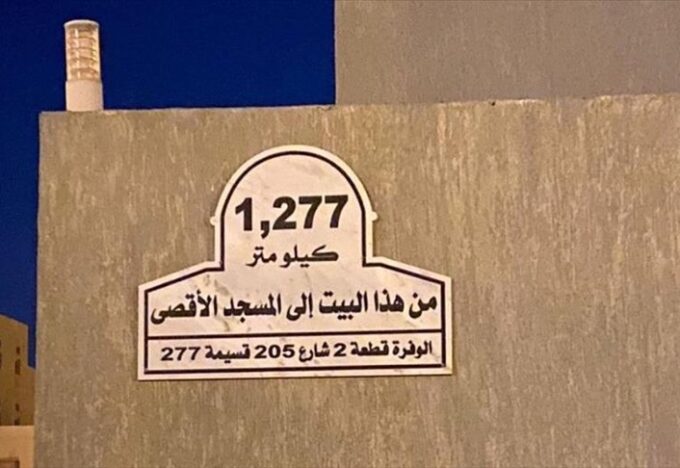 1,277
كيلو متر
من هذا البيت إلى المسجد الأقصى
الوفرة قطعة 2 شارع 205 قسيمة 277